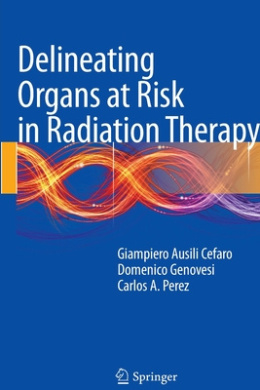 Delineating
Organs at Risk
in Radiation Therapy
Giampiero Ausili Cefaro
Domenico Genovesi
Carlos A. Perez
Springer